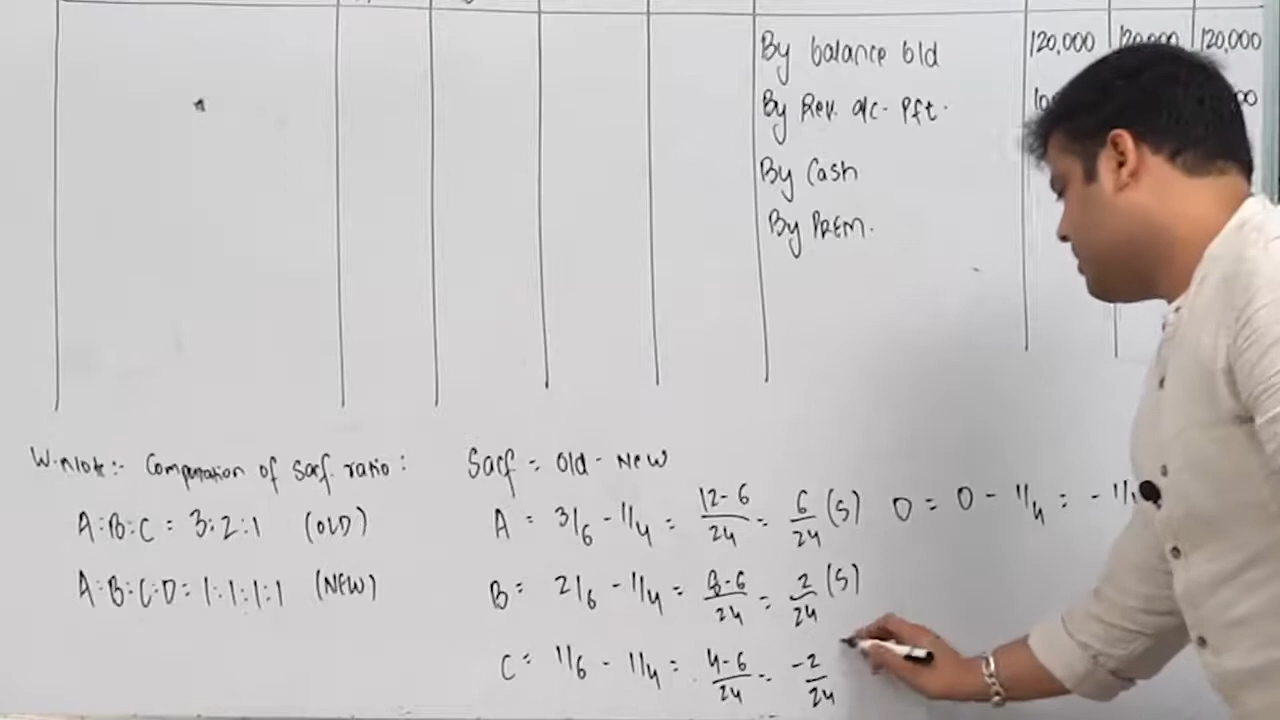 By balance bld 120,000 120,000 120,000
By Rev. a/c - Pft.
By Cash
By PREM.
W.note:- Computation of Sacf. ratio :
Sacf = Old - New
A:B:C = 3:2:1 (OLD)
A:B:C:D = 1:1:1:1 (NEW)
A = 3/6 - 1/4 = 12-6/24 = 6/24 (S)
D = 0 - 1/4 = - 1/
B = 2/6 - 1/4 = 8-6/24 = 2/24 (S)
C = 1/6 - 1/4 = 4-6/24 = -2/24